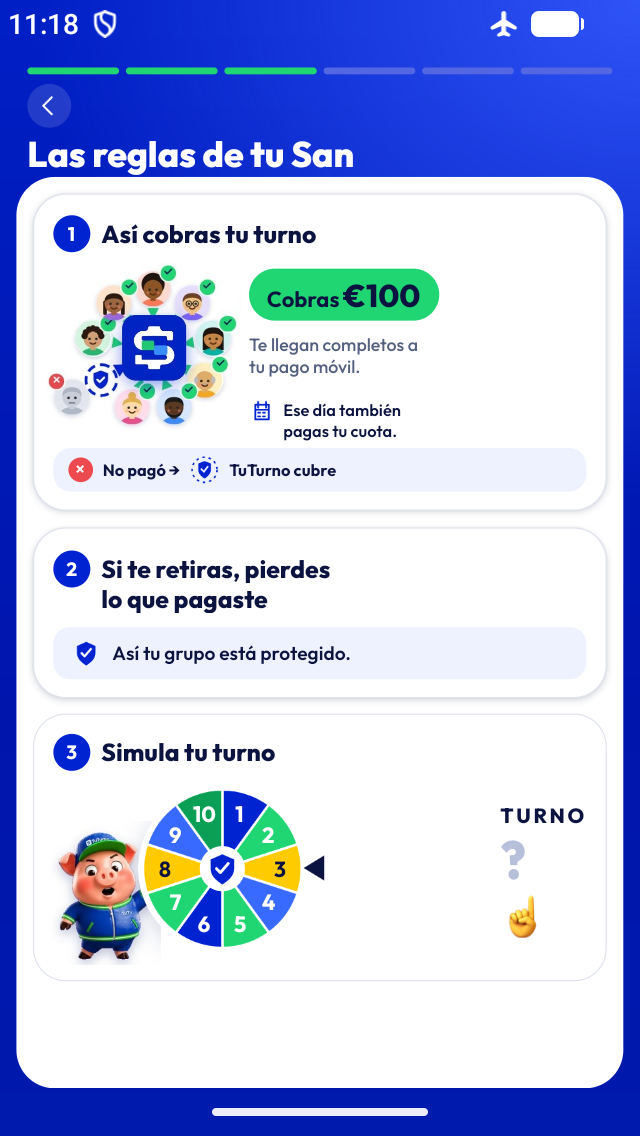 11:18
Las reglas de tu San
1 Así cobras tu turno
Cobras €100
Te llegan completos a
tu pago móvil.
Ese día también
pagas tu cuota.
No pagó → TuTurno cubre
2 Si te retiras, pierdes
lo que pagaste
Así tu grupo está protegido.
3 Simula tu turno
10 1
9 2
8 3
7 4
6 5
TURNO
?